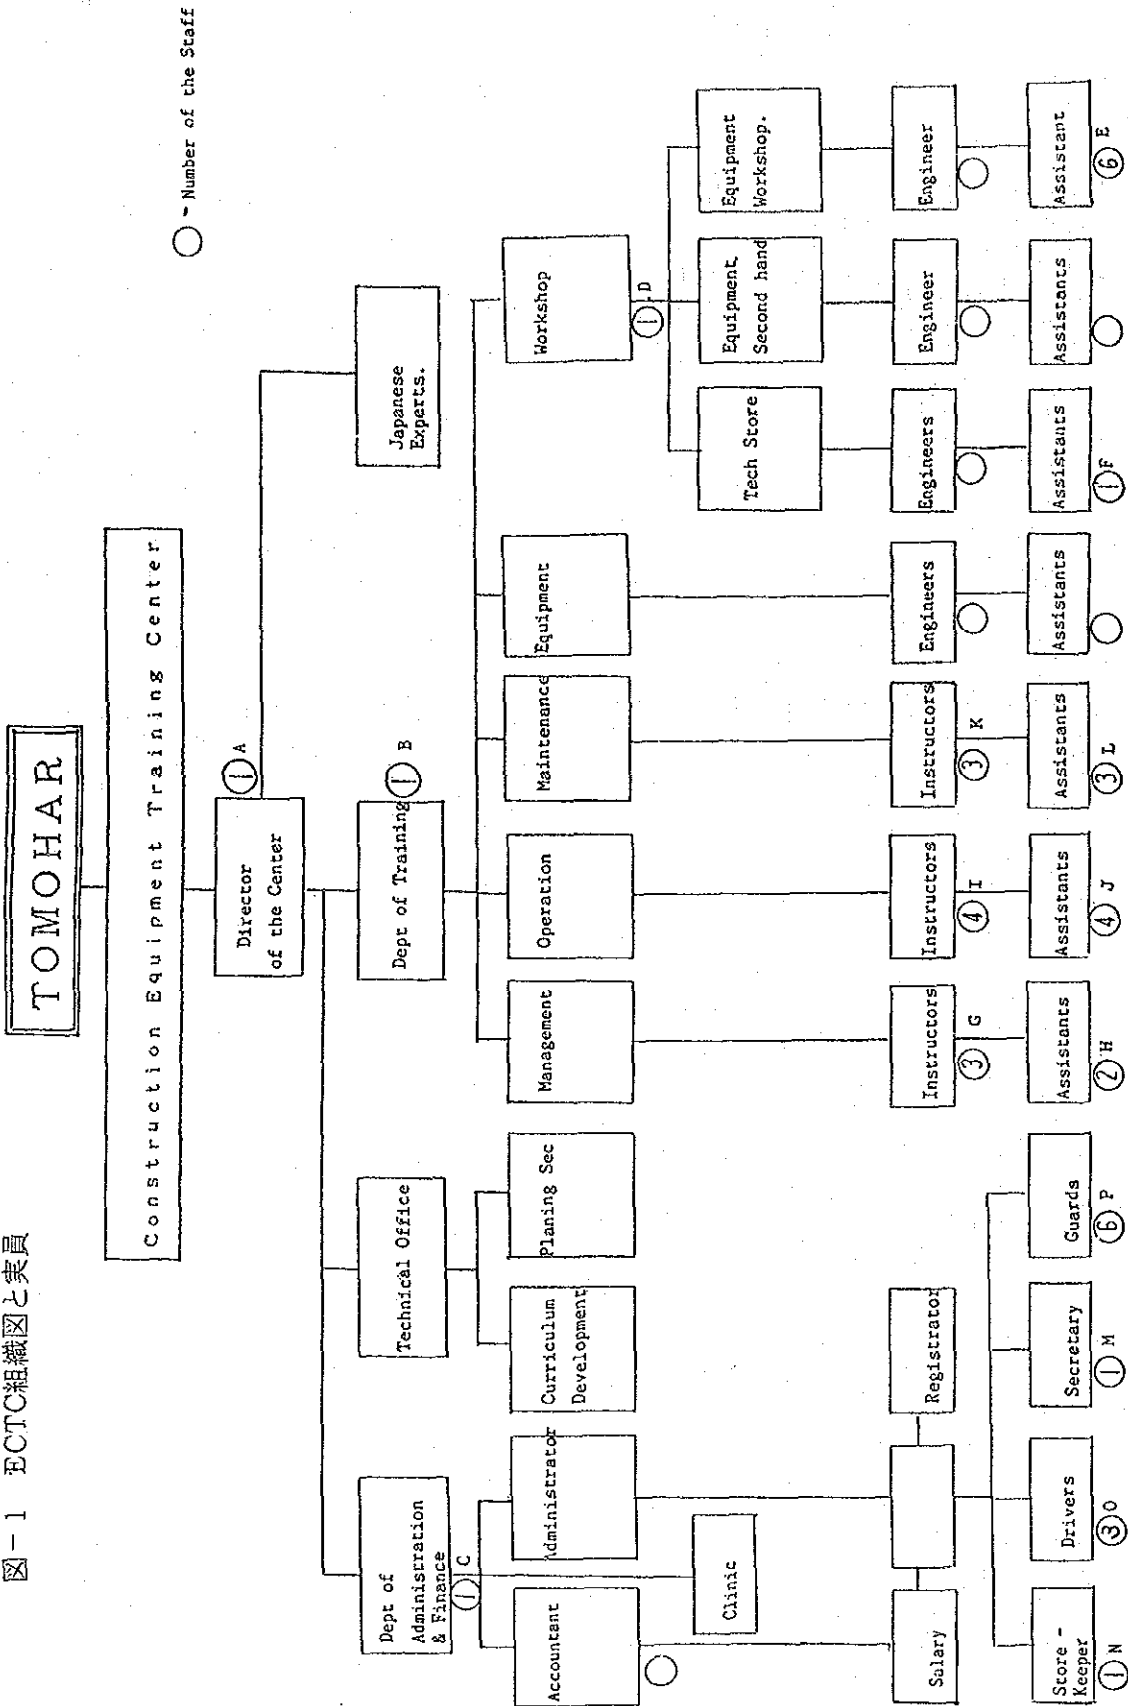 図－1 ECTC組織図と実員
TOMOHAR
Construction Equipment Training Center
○ - Number of the Staff
Director
of the Center
① A
Japanese
Experts.
Dept of
Administration
& Finance
① C
Technical Office
Dept of Training
① B
Accountant
Administrator
Curriculum
Development
Planing Sec
Management
Operation
Maintenance
Equipment
Workshop
① .D
Clinic
Tech Store
Equipment
Second hand
Equipment
Workshop.
Salary
Registrator
Instructors
③ G
Instructors
④ I
Instructors
③ K
Engineers
Engineers
Engineer
Engineer
Store -
Keeper
① N
Drivers
③ O
Secretary
① M
Guards
⑥ P
Assistants
② H
Assistants
④ J
Assistants
③ L
Assistants
Assistants
① F
Assistants
Assistant
⑥ E